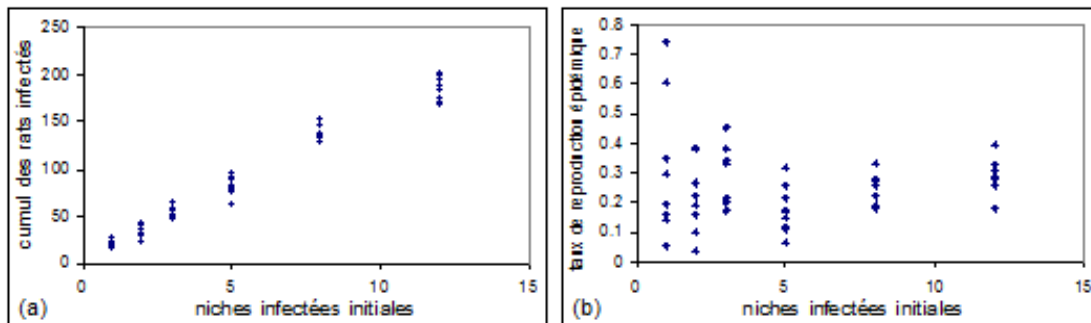 cumul des rats infectés
250
200
150
100
50
0
0 5 10 15
niches infectées initiales
(a)
taux de reproduction épidémique
0.8
0.7
0.6
0.5
0.4
0.3
0.2
0.1
0
0 5 10 15
niches infectées initiales
(b)